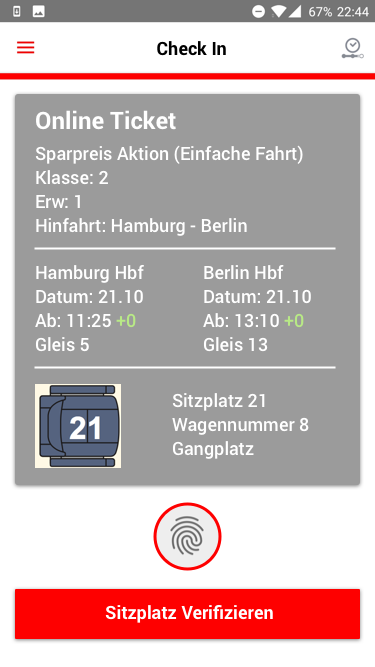 67% 22:44
Check In
Online Ticket
Sparpreis Aktion (Einfache Fahrt)
Klasse: 2
Erw: 1
Hinfahrt: Hamburg - Berlin
Hamburg Hbf
Datum: 21.10
Ab: 11:25 +0
Gleis 5
Berlin Hbf
Datum: 21.10
Ab: 13:10 +0
Gleis 13
21
Sitzplatz 21
Wagennummer 8
Gangplatz
Sitzplatz Verifizieren